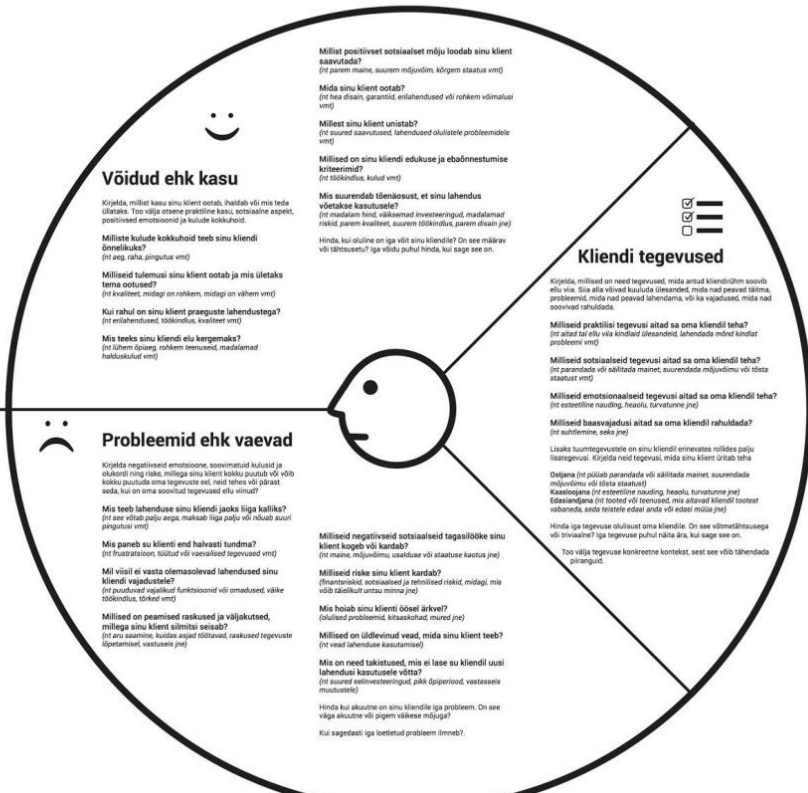 Millist positiivset sotsiaalset mõju loodab sinu klient
saavutada?
(nt parem maine, suurem mõjuvõim, kõrgem staatus vmt)
Mida sinu klient ootab?
(nt hea disain, garantiid, erilahendused või rohkem võimalusi
vmt)
Millest sinu klient unistab?
(nt suured saavutused, lahendused olulistele probleemidele
vmt)
Millised on sinu kliendi edukuse ja ebaõnnestumise
kriteerimid?
(nt töökindlus, kulud vmt)
Mis suurendab tõenäosust, et sinu lahendus
võetakse kasutusele?
(nt madalam hind, väiksemad investeeringud, madalamad
riskid, parem kvaliteet, suurem töökindlus, parem disain jne)
Hinda, kui oluline on iga võit sinu kliendile? On see määrav
või tähtsusetu? Iga võidu puhul hinda, kui sage see on.
Võidud ehk kasu
Kirjelda, millist kasu sinu klient ootab, ihaldab või mis teda
üllataks. Too välja otsene praktiline kasu, sotsiaalne aspekt,
positiivsed emotsioonid ja kulude kokkuhoid.
Milliste kulude kokkuhoid teeb sinu kliendi
õnnelikuks?
(nt aeg, raha, pingutus vmt)
Milliseid tulemusi sinu klient ootab ja mis ületaks
tema ootused?
(nt kvaliteet, midagi on rohkem, midagi on vähem vmt)
Kui rahul on sinu klient praeguste lahendustega?
(nt erilahendused, töökindlus, kvaliteet vmt)
Mis teeks sinu kliendi elu kergemaks?
(nt lühem õpiaeg, rohkem teenuseid, madalamad
halduskulud vmt)
Kliendi tegevused
Kirjelda, millised on need tegevused, mida antud kliendirühm soovib
ellu viia. Siia alla võivad kuuluda ülesanded, mida nad peavad täitma,
probleemid, mida nad peavad lahendama, või ka vajadused, mida nad
soovivad rahuldada.
Milliseid praktilisi tegevusi aitad sa oma kliendil teha?
(nt aitad tal ellu viia kindlaid ülesandeid, lahendada mõnd kindlat
probleemi vmt)
Milliseid sotsiaalseid tegevusi aitad sa oma kliendil teha?
(nt parandada või säilitada mainet, suurendada mõjuvõimu või tõsta
staatust vmt)
Milliseid emotsionaalseid tegevusi aitad sa oma kliendil teha?
(nt esteetiline nauding, heaolu, turvatunne jne)
Milliseid baasvajadusi aitad sa oma kliendil rahuldada?
(nt suhtlemine, seks jne)
Lisaks tuumtegevustele on sinu kliendil erinevates rollides palju
lisategevusi. Kirjelda neid tegevusi, mida sinu klient üritab teha
Ostjana (nt püüab parandada või säilitada mainet, suurendada
mõjuvõimu või tõsta staatust)
Kaasloojana (nt esteetiline nauding, heaolu, turvatunne jne)
Edasiandjana (nt tooted või teenused, mis aitavad kliendil tootest
vabaneda, seda teistele edasi anda või edasi müüa jne)
Hinda iga tegevuse olulisust oma kliendile. On see võtmetähtsusega
või triviaalne? Iga tegevuse puhul näita ära, kui sage see on.
Too välja tegevuse konkreetne kontekst, sest see võib tähendada
piiranguid.
Probleemid ehk vaevad
Kirjelda negatiivseid emotsioone, soovimatuid kulusid ja
olukordi ning riske, millega sinu klient kokku puutub või võib
kokku puutuda oma tegevuste eel, neid tehes või pärast
seda, kui on oma soovitud tegevused ellu viinud?
Mis teeb lahenduse sinu kliendi jaoks liiga kalliks?
(nt see võtab palju aega, maksab liiga palju või nõuab suuri
pingutusi vmt)
Mis paneb su klienti end halvasti tundma?
(nt frustratsioon, tüütud või vaevalised tegevused vmt)
Mil viisil ei vasta olemasolevad lahendused sinu
kliendi vajadustele?
(nt puuduvad vajalikud funktsioonid või omadused, väike
töökindlus, tõrked vmt)
Millised on peamised raskused ja väljakutsed,
millega sinu klient silmitsi seisab?
(nt aru saamine, kuidas asjad töötavad, raskused tegevuste
lõpetamisel, vastuseis jne)
Milliseid negatiivseid sotsiaalseid tagasilööke sinu
klient kogeb või kardab?
(nt maine, mõjuvõimu, usalduse või staatuse kaotus jne)
Milliseid riske sinu klient kardab?
(finantsriskid, sotsiaalsed ja tehnilised riskid, midagi, mis
võib täielikult untsu minna jne)
Mis hoiab sinu klienti öösel ärkvel?
(olulised probleemid, kitsaskohad, mured jne)
Millised on üldlevinud vead, mida sinu klient teeb?
(nt vead lahenduse kasutamisel)
Mis on need takistused, mis ei lase su kliendil uusi
lahendusi kasutusele võtta?
(nt suured eelinvesteeringud, pikk õpiperiood, vastasseis
muutustele)
Hinda kui akuutne on sinu kliendile iga probleem. On see
väga akuutne või pigem väikese mõjuga?
Kui sagedasti iga loetletud probleem ilmneb?.